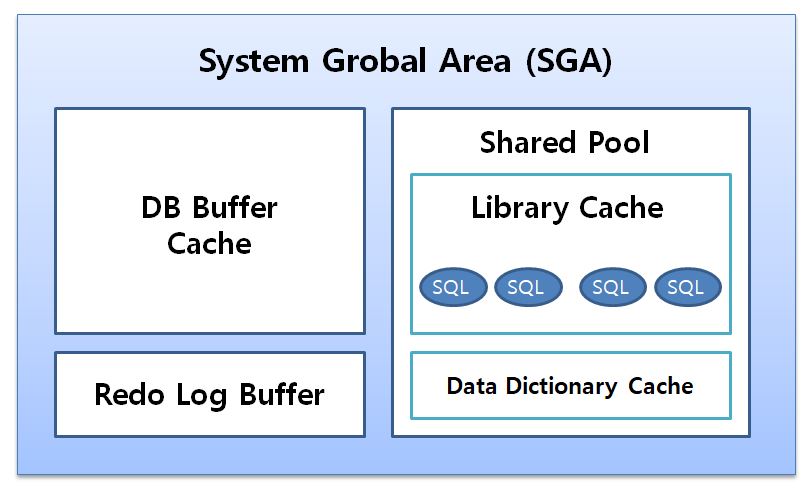 System Grobal Area (SGA)
DB Buffer
Cache
Redo Log Buffer
Shared Pool
Library Cache
SQL SQL SQL SQL
Data Dictionary Cache